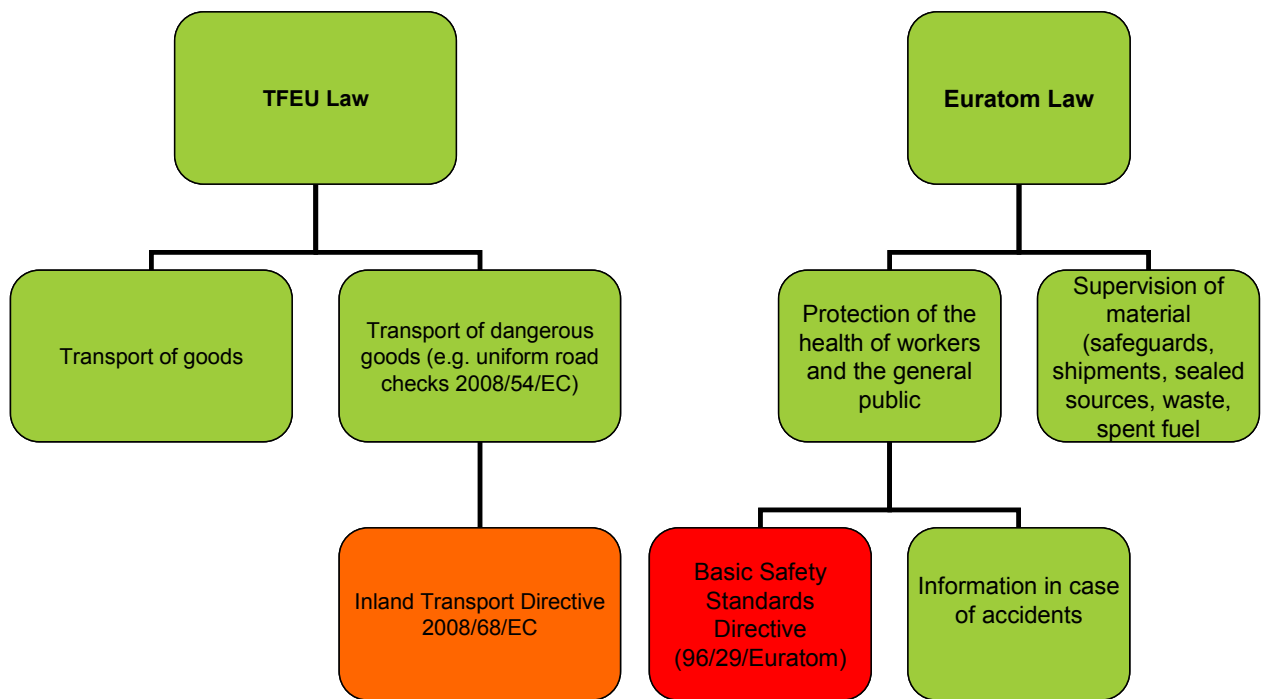 TFEU Law
Euratom Law
Transport of goods
Transport of dangerous
goods (e.g. uniform road
checks 2008/54/EC)
Protection of the
health of workers
and the general
public
Supervision of
material
(safeguards,
shipments, sealed
sources, waste,
spent fuel
Inland Transport Directive
2008/68/EC
Basic Safety
Standards
Directive
(96/29/Euratom)
Information in case
of accidents